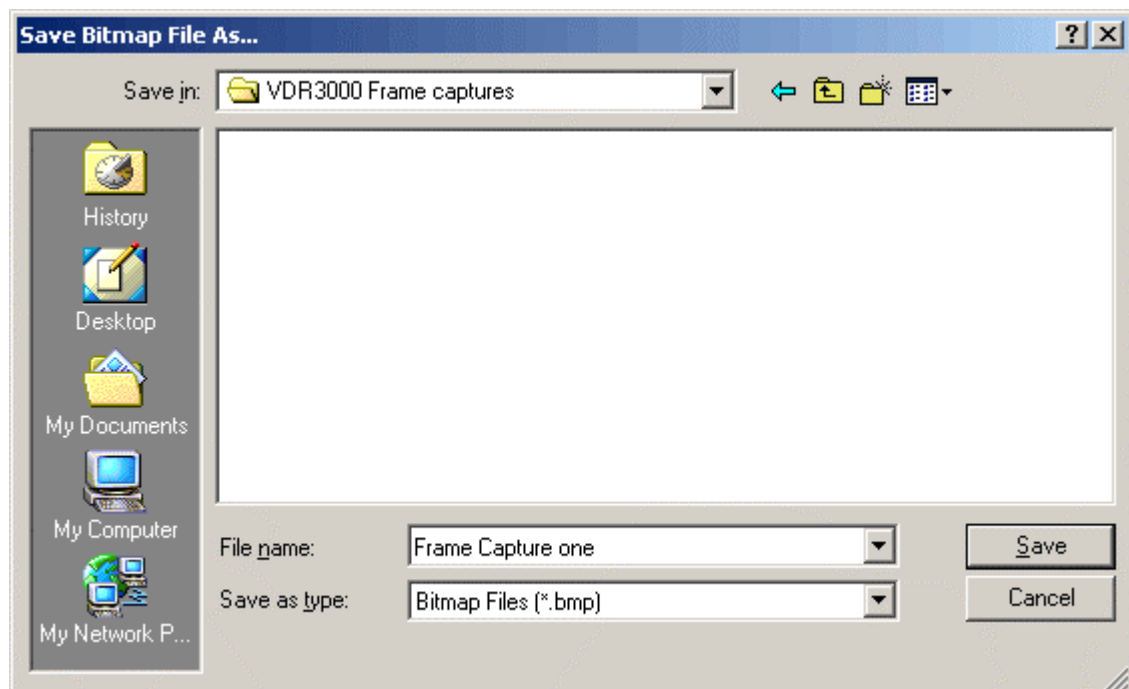 Save Bitmap File As...
Save in: VDR3000 Frame captures
History
Desktop
My Documents
My Computer
My Network P...
File name: Frame Capture one Save
Save as type: Bitmap Files (*.bmp) Cancel